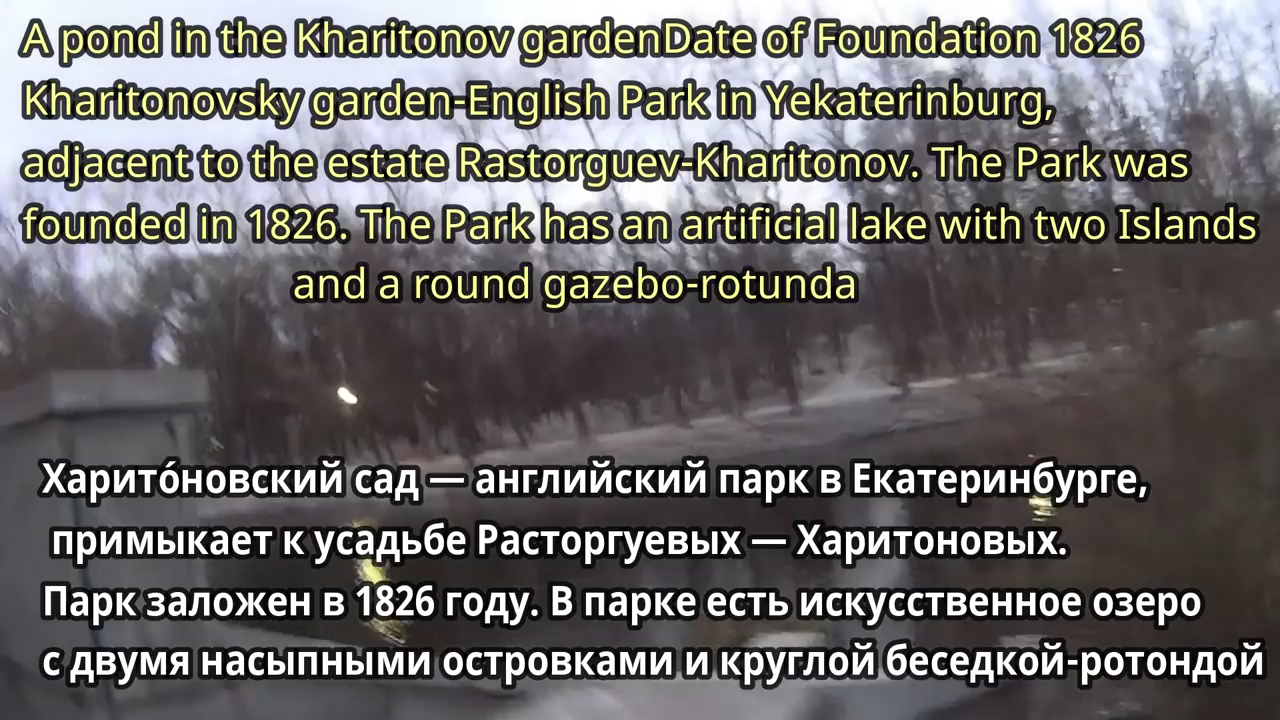 A pond in the Kharitonov gardenDate of Foundation 1826
Kharitonovsky garden-English Park in Yekaterinburg,
adjacent to the estate Rastorguev-Kharitonov. The Park was
founded in 1826. The Park has an artificial lake with two Islands
and a round gazebo-rotunda
Харито́новский сад — английский парк в Екатеринбурге,
примыкает к усадьбе Расторгуевых — Харитоновых.
Парк заложен в 1826 году. В парке есть искусственное озеро
с двумя насыпными островками и круглой беседкой-ротондой